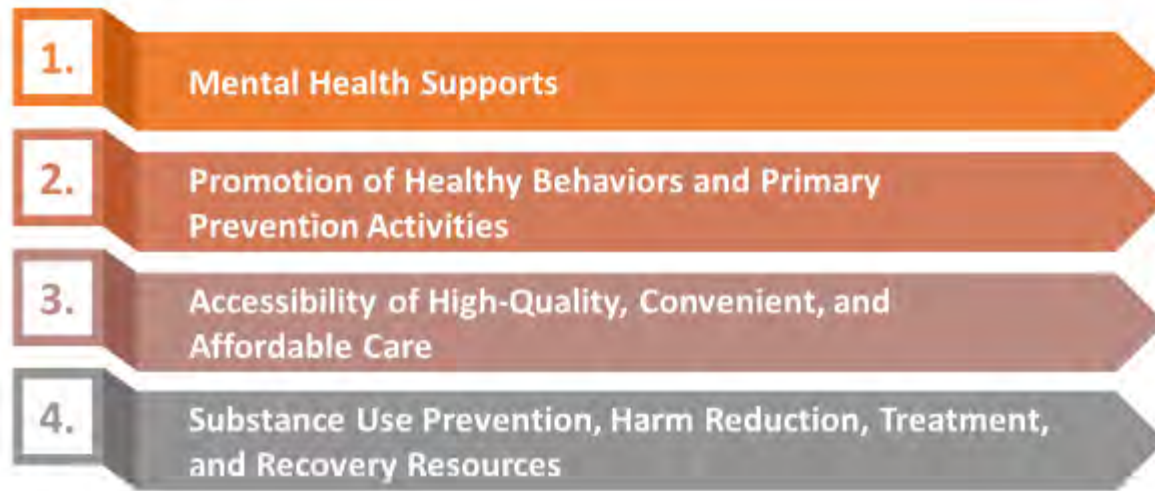 1.
Mental Health Supports
2.
Promotion of Healthy Behaviors and Primary
Prevention Activities
3.
Accessibility of High-Quality, Convenient, and
Affordable Care
4.
Substance Use Prevention, Harm Reduction, Treatment,
and Recovery Resources